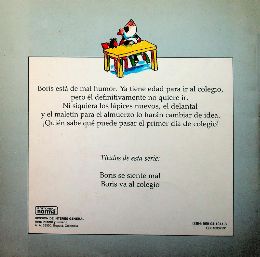 Boris está de mal humor. Ya tiene edad para ir al colegio,
pero él definitivamente no quiere ir.
Ni siquiera los lápices nuevos, el delantal
y el maletín para el almuerzo lo harán cambiar de idea.
¡Quién sabe qué puede pasar el primer día de colegio!
Títulos de esta serie:
Boris se siente mal
Boris va al colegio
norma